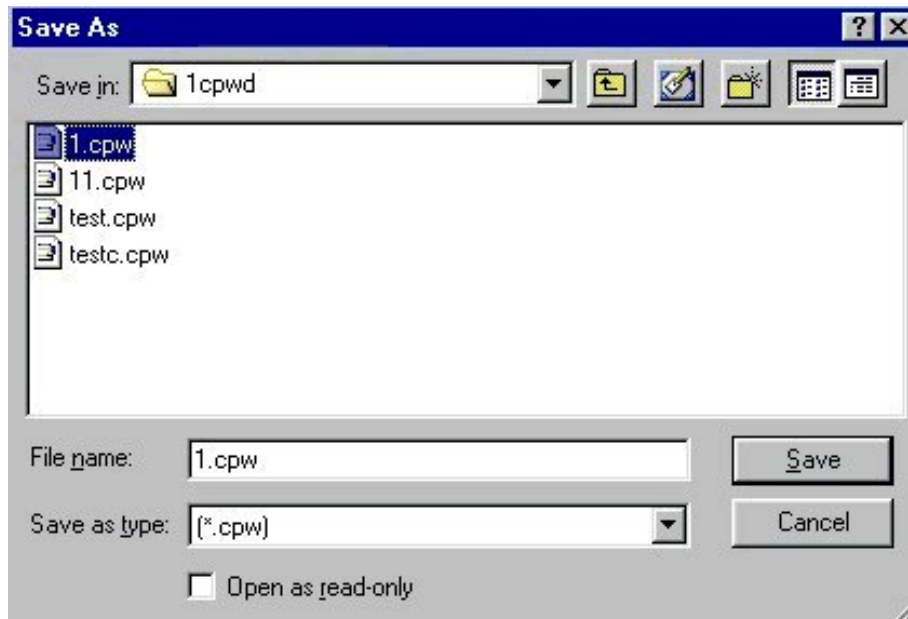 Save As
Save in: 1cpwd
1.cpw
11.cpw
test.cpw
testc.cpw
File name: 1.cpw Save
Save as type: (*.cpw) Cancel
Open as read-only